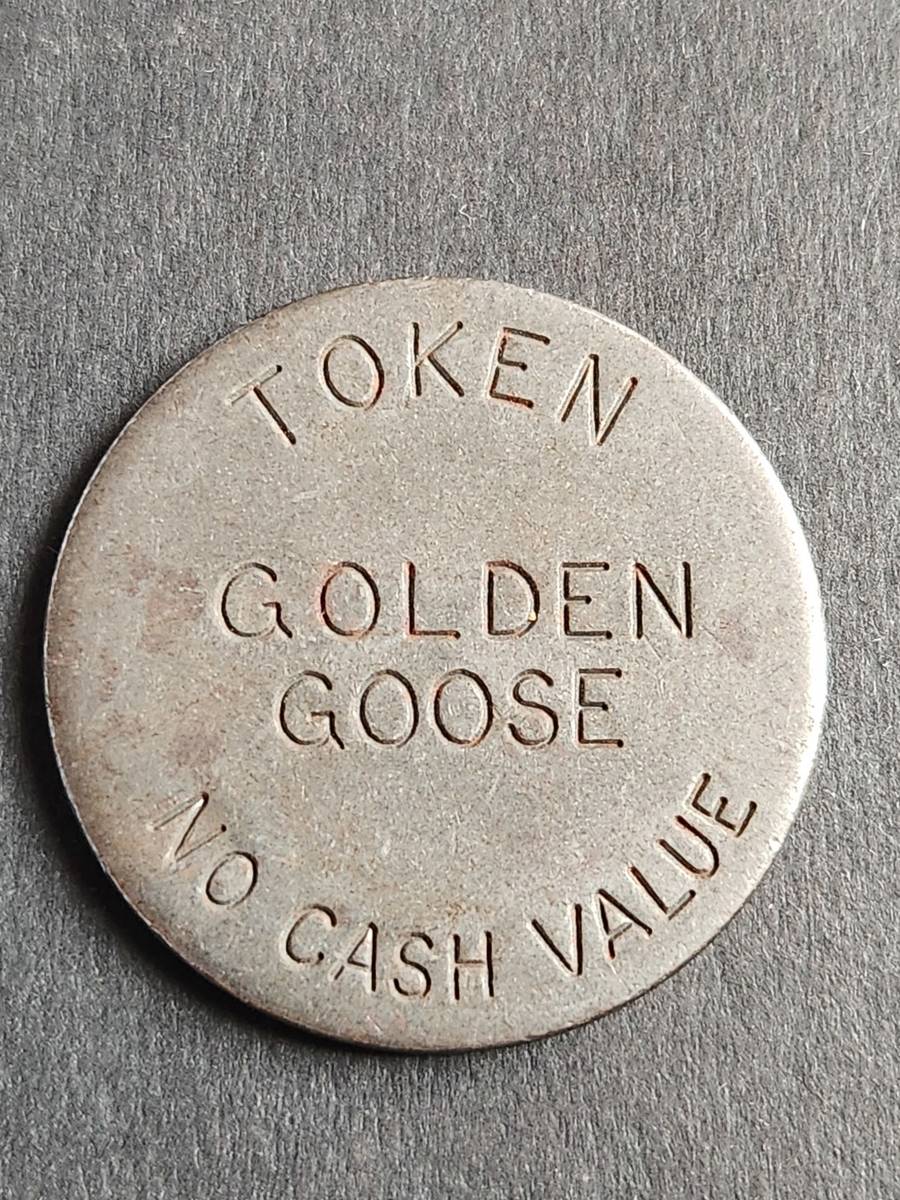 TOKEN
GOLDEN
GOOSE
NO CASH VALUE